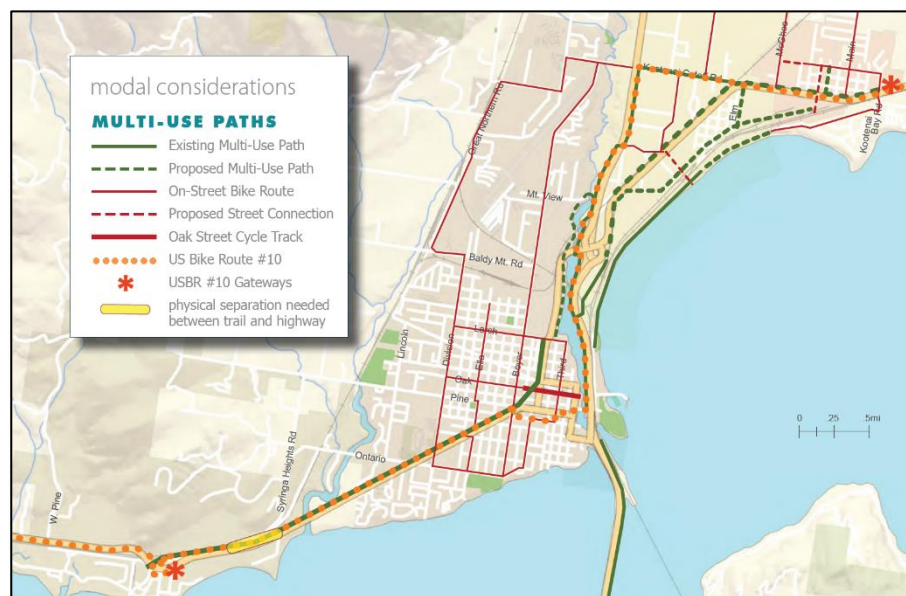 modal considerations
MULTI-USE PATHS
Existing Multi-Use Path
Proposed Multi-Use Path
On-Street Bike Route
Proposed Street Connection
Oak Street Cycle Track
US Bike Route #10
USBR #10 Gateways
physical separation needed
between trail and highway
Great Northern Rd
McGhee
Main
Elm
Kootenai
Bay Rd
Mt. View
Baldy Mt. Rd
Lincoln
Division
Larch
Ella
Boyer
Third
Oak
Pine
Ontario
Syringa Heights Rd
W. Pine
0 .25 .5mi